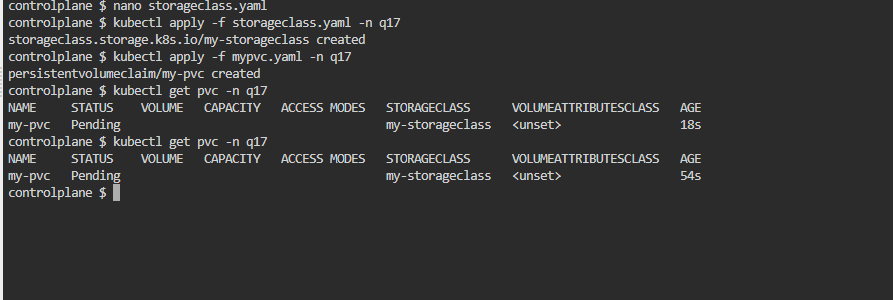 controlplane $ nano storageclass.yaml
controlplane $ kubectl apply -f storageclass.yaml -n q17
storageclass.storage.k8s.io/my-storageclass created
controlplane $ kubectl apply -f mypvc.yaml -n q17
persistentvolumeclaim/my-pvc created
controlplane $ kubectl get pvc -n q17
NAME     STATUS    VOLUME   CAPACITY   ACCESS MODES   STORAGECLASS      VOLUMEATTRIBUTESCLASS   AGE
my-pvc   Pending                                      my-storageclass   <unset>                 18s
controlplane $ kubectl get pvc -n q17
NAME     STATUS    VOLUME   CAPACITY   ACCESS MODES   STORAGECLASS      VOLUMEATTRIBUTESCLASS   AGE
my-pvc   Pending                                      my-storageclass   <unset>                 54s
controlplane $